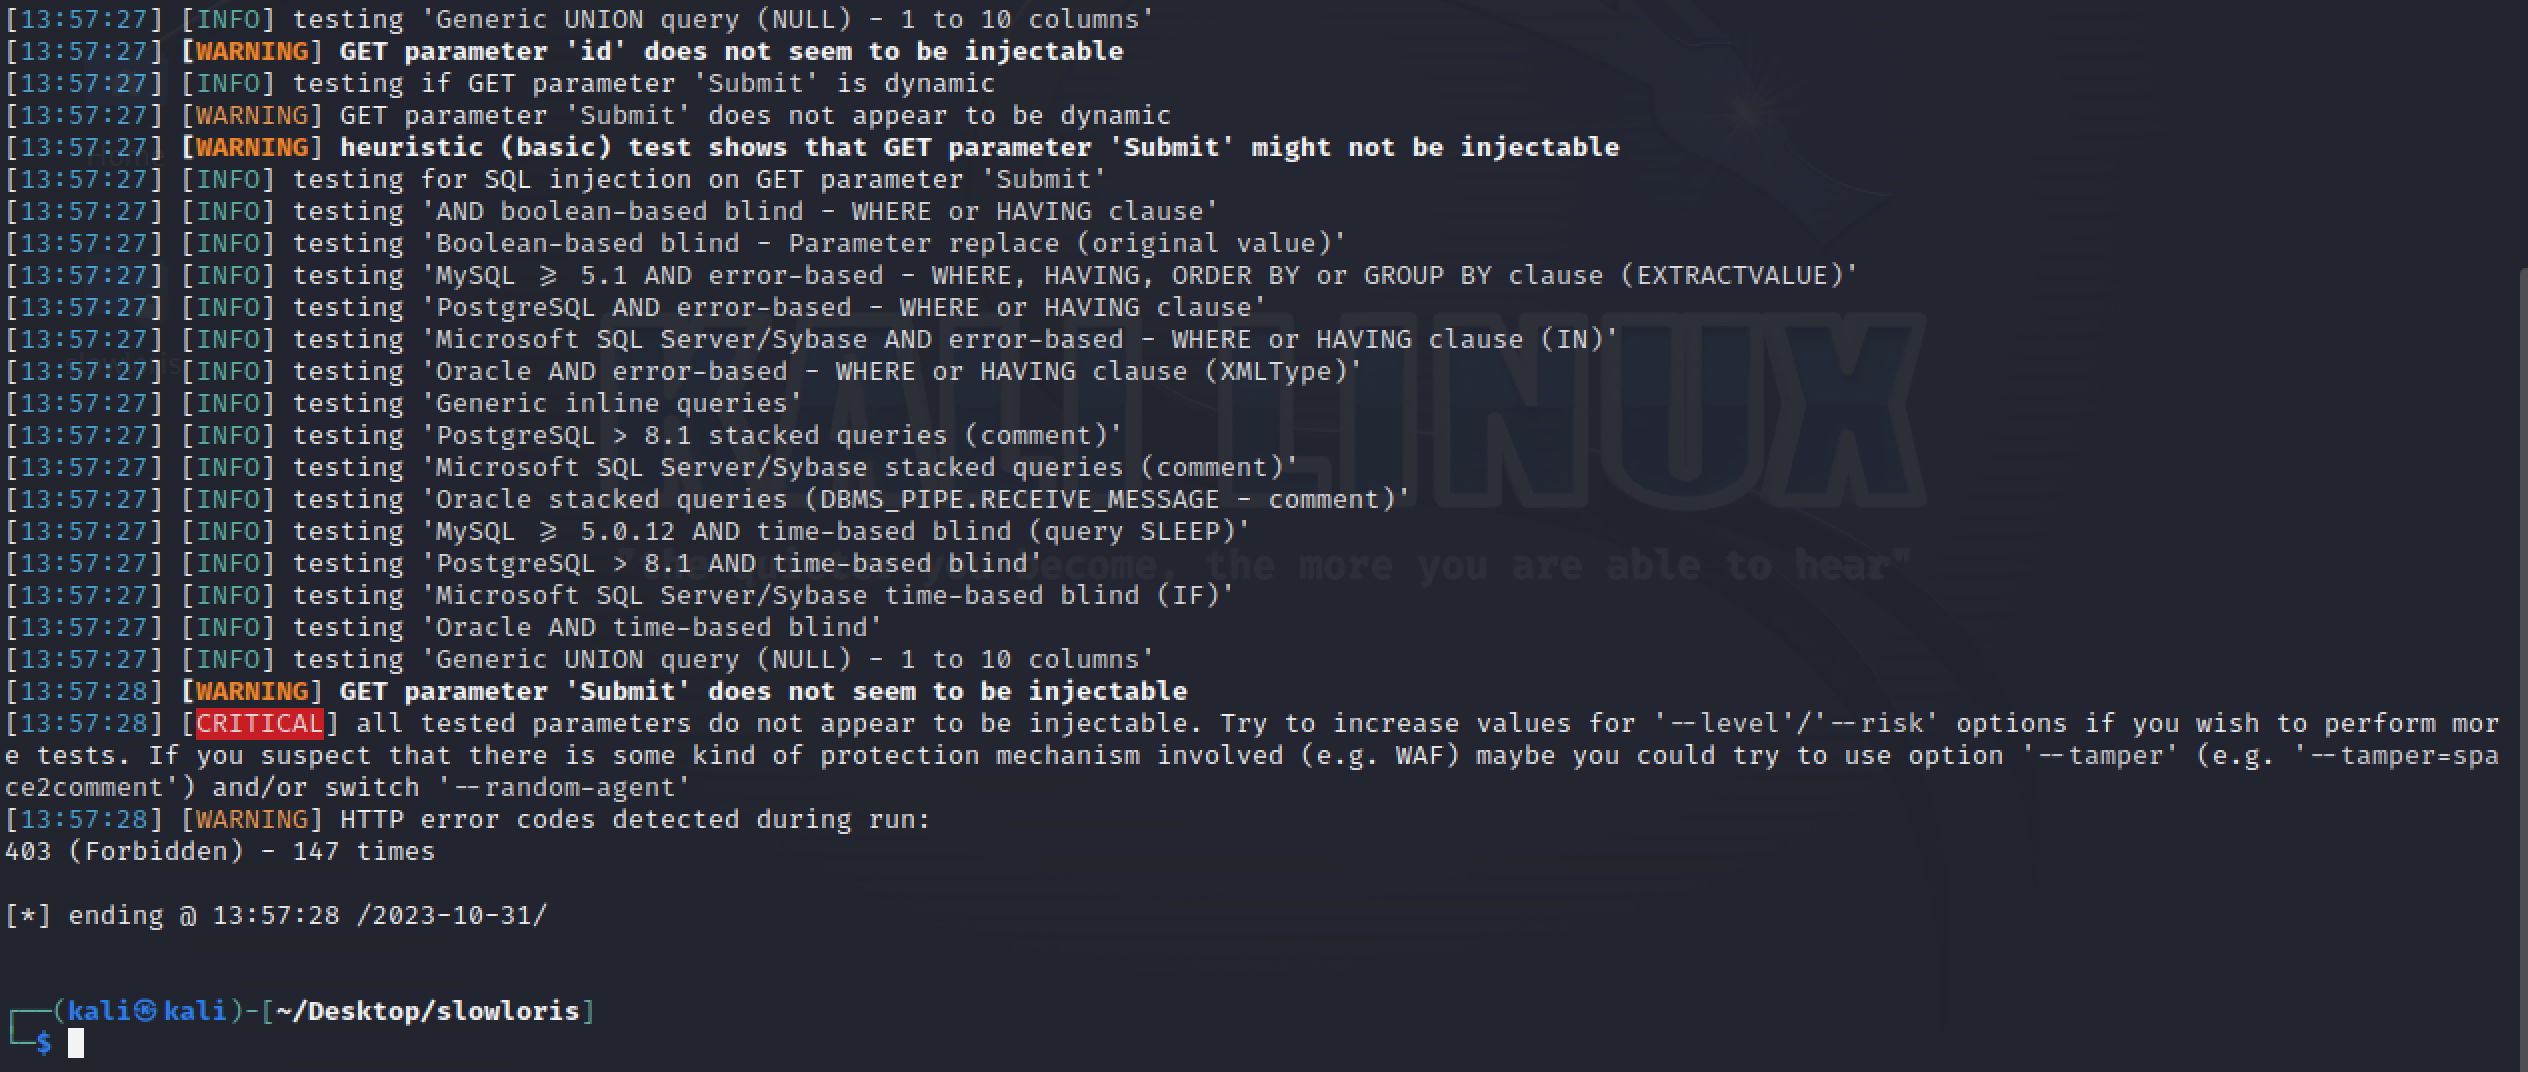 [13:57:27] [INFO] testing 'Generic UNION query (NULL) - 1 to 10 columns'
[13:57:27] [WARNING] GET parameter 'id' does not seem to be injectable
[13:57:27] [INFO] testing if GET parameter 'Submit' is dynamic
[13:57:27] [WARNING] GET parameter 'Submit' does not appear to be dynamic
[13:57:27] [WARNING] heuristic (basic) test shows that GET parameter 'Submit' might not be injectable
[13:57:27] [INFO] testing for SQL injection on GET parameter 'Submit'
[13:57:27] [INFO] testing 'AND boolean-based blind - WHERE or HAVING clause'
[13:57:27] [INFO] testing 'Boolean-based blind - Parameter replace (original value)'
[13:57:27] [INFO] testing 'MySQL ≥ 5.1 AND error-based - WHERE, HAVING, ORDER BY or GROUP BY clause (EXTRACTVALUE)'
[13:57:27] [INFO] testing 'PostgreSQL AND error-based - WHERE or HAVING clause'
[13:57:27] [INFO] testing 'Microsoft SQL Server/Sybase AND error-based - WHERE or HAVING clause (IN)'
[13:57:27] [INFO] testing 'Oracle AND error-based - WHERE or HAVING clause (XMLType)'
[13:57:27] [INFO] testing 'Generic inline queries'
[13:57:27] [INFO] testing 'PostgreSQL > 8.1 stacked queries (comment)'
[13:57:27] [INFO] testing 'Microsoft SQL Server/Sybase stacked queries (comment)'
[13:57:27] [INFO] testing 'Oracle stacked queries (DBMS_PIPE.RECEIVE_MESSAGE - comment)'
[13:57:27] [INFO] testing 'MySQL ≥ 5.0.12 AND time-based blind (query SLEEP)'
[13:57:27] [INFO] testing 'PostgreSQL > 8.1 AND time-based blind'
[13:57:27] [INFO] testing 'Microsoft SQL Server/Sybase time-based blind (IF)'
[13:57:27] [INFO] testing 'Oracle AND time-based blind'
[13:57:27] [INFO] testing 'Generic UNION query (NULL) - 1 to 10 columns'
[13:57:28] [WARNING] GET parameter 'Submit' does not seem to be injectable
[13:57:28] [CRITICAL] all tested parameters do not appear to be injectable. Try to increase values for '--level'/'--risk' options if you wish to perform mor
e tests. If you suspect that there is some kind of protection mechanism involved (e.g. WAF) maybe you could try to use option '--tamper' (e.g. '--tamper=spa
ce2comment') and/or switch '--random-agent'
[13:57:28] [WARNING] HTTP error codes detected during run:
403 (Forbidden) - 147 times
[*] ending @ 13:57:28 /2023-10-31/
┌──(kali㉿kali)-[~/Desktop/slowloris]
└─$
KALI LINUX
"the quieter you become, the more you are able to hear"